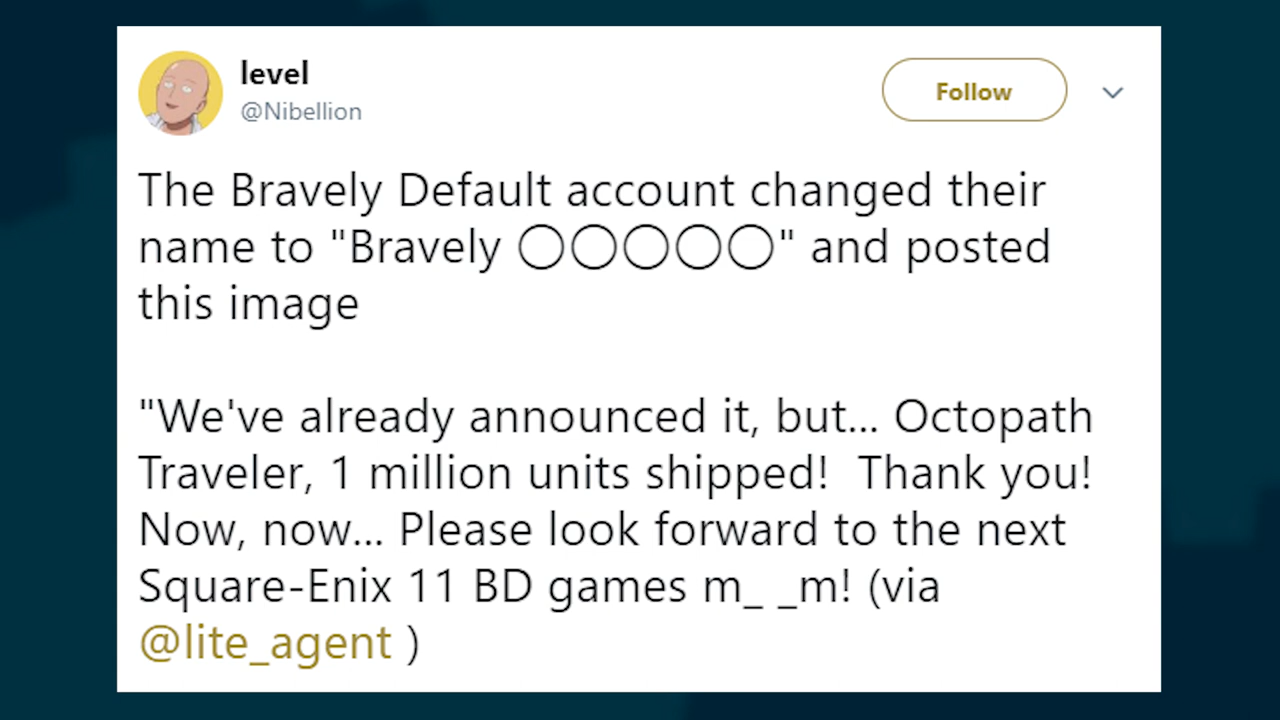 level
@Nibellion
Follow
The Bravely Default account changed their
name to "Bravely ◯◯◯◯◯" and posted
this image
"We've already announced it, but... Octopath
Traveler, 1 million units shipped!  Thank you!
Now, now... Please look forward to the next
Square-Enix 11 BD games m_ _m! (via
@lite_agent )